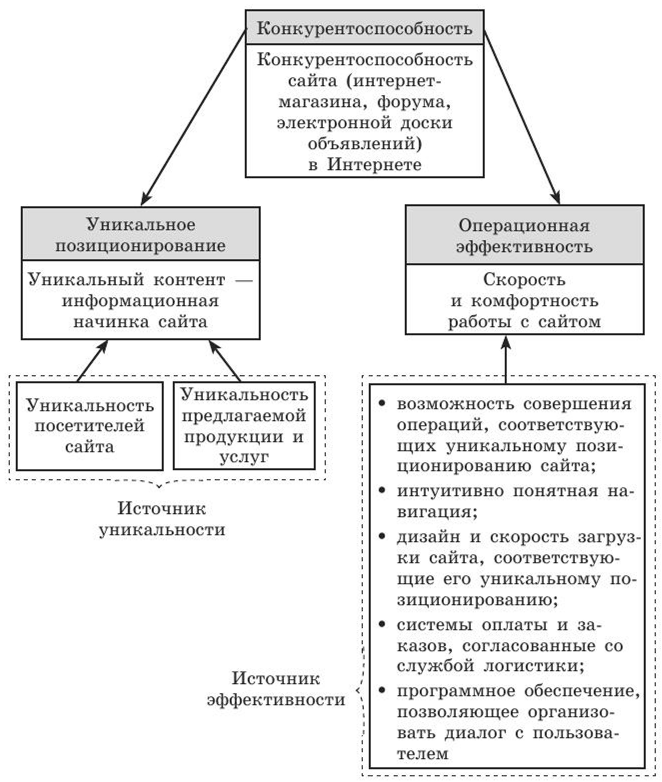 Конкурентоспособность
Конкурентоспособность
сайта (интернет-
магазина, форума,
электронной доски
объявлений)
в Интернете
Уникальное
позиционирование
Уникальный контент —
информационная
начинка сайта
Уникальность
посетителей
сайта
Уникальность
предлагаемой
продукции и
услуг
Источник
уникальности
Операционная
эффективность
Скорость
и комфортность
работы с сайтом
• возможность совершения
операций, соответствую-
щих уникальному пози-
ционированию сайта;
• интуитивно понятная на-
вигация;
• дизайн и скорость загруз-
ки сайта, соответствую-
щие его уникальному по-
зиционированию;
• системы оплаты и за-
казов, согласованные со
службой логистики;
• программное обеспечение,
позволяющее организо-
вать диалог с пользова-
телем
Источник
эффективности